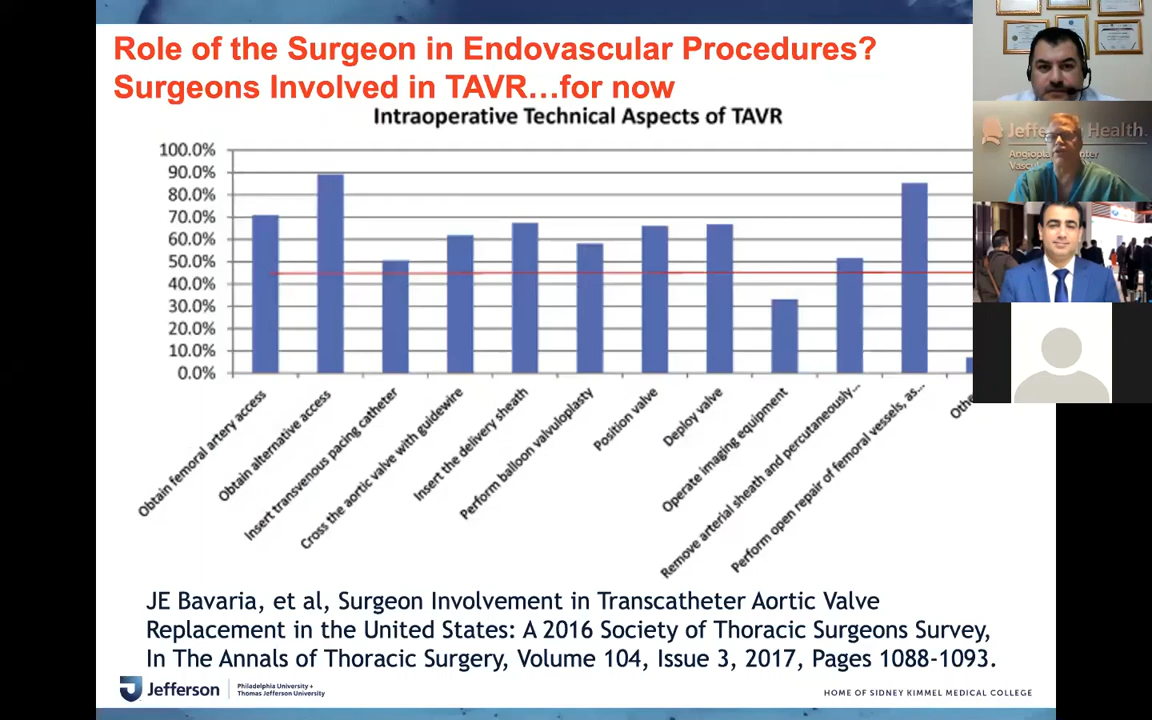 Role of the Surgeon in Endovascular Procedures?
Surgeons Involved in TAVR…for now
Intraoperative Technical Aspects of TAVR
100.0%
90.0%
80.0%
70.0%
60.0%
50.0%
40.0%
30.0%
20.0%
10.0%
0.0%
Obtain femoral artery access
Obtain alternative access
Insert transvenous pacing catheter
Cross the aortic valve with guidewire
Insert the delivery sheath
Perform balloon valvuloplasty
Position valve
Deploy valve
Operate imaging equipment
Remove arterial sheath and percutaneously…
Perform open repair of femoral vessels, as…
JE Bavaria, et al, Surgeon Involvement in Transcatheter Aortic Valve
Replacement in the United States: A 2016 Society of Thoracic Surgeons Survey,
In The Annals of Thoracic Surgery, Volume 104, Issue 3, 2017, Pages 1088-1093.
Jefferson
Philadelphia University +
Thomas Jefferson University
HOME OF SIDNEY KIMMEL MEDICAL COLLEGE
Health